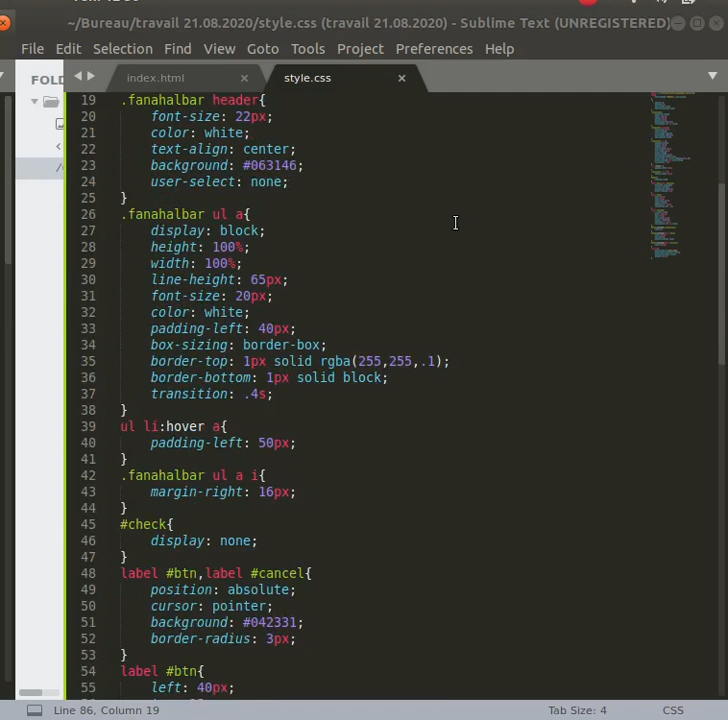 ~/Bureau/travail 21.08.2020/style.css (travail 21.08.2020) - Sublime Text (UNREGISTERED)
File Edit Selection Find View Goto Tools Project Preferences Help
FOLD
index.html
style.css
19 .fanahalbar header{
20 font-size: 22px;
21 color: white;
22 text-align: center;
23 background: #063146;
24 user-select: none;
25 }
26 .fanahalbar ul a{
27 display: block;
28 height: 100%;
29 width: 100%;
30 line-height: 65px;
31 font-size: 20px;
32 color: white;
33 padding-left: 40px;
34 box-sizing: border-box;
35 border-top: 1px solid rgba(255,255,.1);
36 border-bottom: 1px solid block;
37 transition: .4s;
38 }
39 ul li:hover a{
40 padding-left: 50px;
41 }
42 .fanahalbar ul a i{
43 margin-right: 16px;
44 }
45 #check{
46 display: none;
47 }
48 label #btn,label #cancel{
49 position: absolute;
50 cursor: pointer;
51 background: #042331;
52 border-radius: 3px;
53 }
54 label #btn{
55 left: 40px;
Line 86, Column 19
Tab Size: 4
CSS